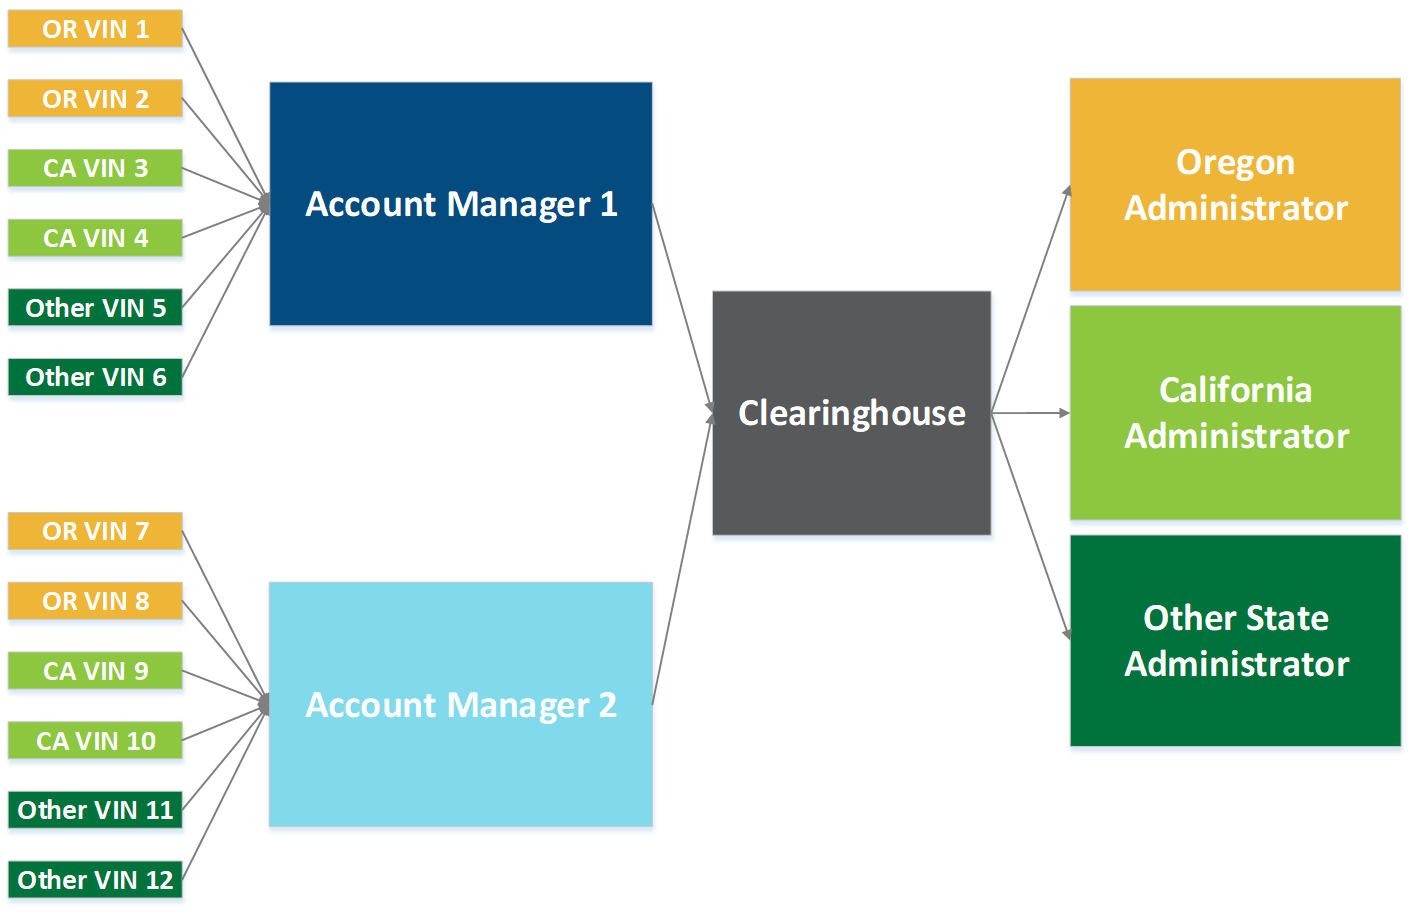 OR VIN 1
OR VIN 2
CA VIN 3
CA VIN 4
Other VIN 5
Other VIN 6
Account Manager 1
OR VIN 7
OR VIN 8
CA VIN 9
CA VIN 10
Other VIN 11
Other VIN 12
Account Manager 2
Clearinghouse
Oregon
Administrator
California
Administrator
Other State
Administrator